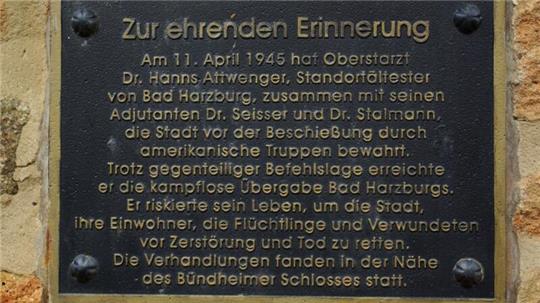 Zur ehrenden Erinnerung
Am 11. April 1945 hat Oberstarzt
Dr. Hanns Attwenger, Standortältester
von Bad Harzburg, zusammen mit seinen
Adjutanten Dr. Seisser und Dr. Stalmann,
die Stadt vor der Beschießung durch
amerikanische Truppen bewahrt.
Trotz gegenteiliger Befehlslage erreichte
er die kampflose Übergabe Bad Harzburgs.
Er riskierte sein Leben, um die Stadt,
ihre Einwohner, die Flüchtlinge und Verwundeten
vor Zerstörung und Tod zu retten.
Die Verhandlungen fanden in der Nähe
des Bündheimer Schlosses statt.